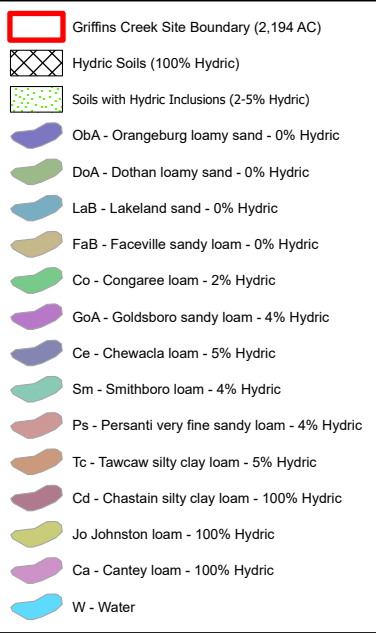 Griffins Creek Site Boundary (2,194 AC)
Hydric Soils (100% Hydric)
Soils with Hydric Inclusions (2-5% Hydric)
ObA - Orangeburg loamy sand - 0% Hydric
DoA - Dothan loamy sand - 0% Hydric
LaB - Lakeland sand - 0% Hydric
FaB - Faceville sandy loam - 0% Hydric
Co - Congaree loam - 2% Hydric
GoA - Goldsboro sandy loam - 4% Hydric
Ce - Chewacla loam - 5% Hydric
Sm - Smithboro loam - 4% Hydric
Ps - Persanti very fine sandy loam - 4% Hydric
Tc - Tawcaw silty clay loam - 5% Hydric
Cd - Chastain silty clay loam - 100% Hydric
Jo Johnston loam - 100% Hydric
Ca - Cantey loam - 100% Hydric
W - Water